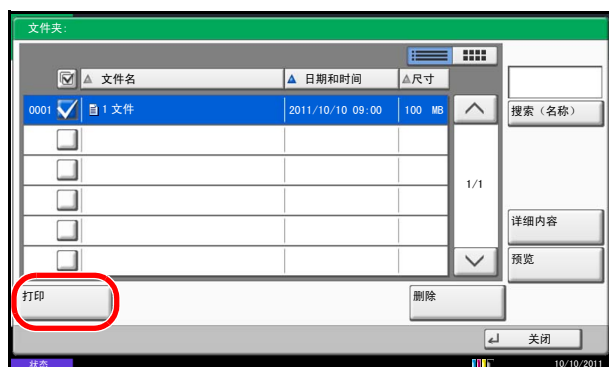 文件夹:
文件名 日期和时间 尺寸
0001 1 文件 2011/10/10 09:00 100 MB
搜索（名称）
1/1
详细内容
预览
打印 删除
关闭
状态 10/10/2011